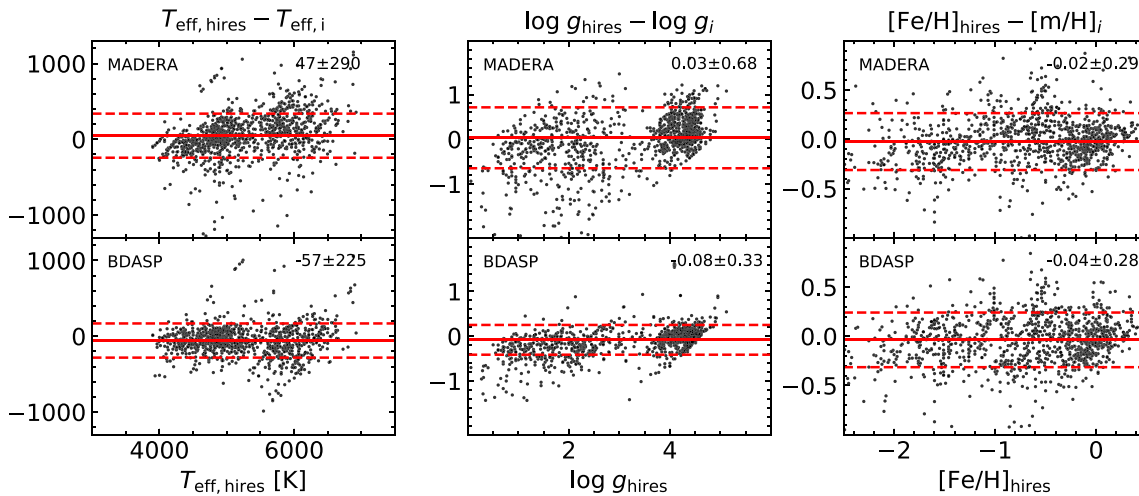 T_eff, hires − T_eff, i
log g_hires − log g_i
[Fe/H]_hires − [m/H]_i
MADERA 47±290
1000
0
−1000
MADERA 0.03±0.68
1
0
−1
MADERA -0.02±0.29
0.5
0.0
−0.5
BDASP -57±225
1000
0
−1000
BDASP -0.08±0.33
1
0
−1
BDASP -0.04±0.28
0.5
0.0
−0.5
4000 6000
2 4
−2 −1 0
T_eff, hires [K]
log g_hires
[Fe/H]_hires